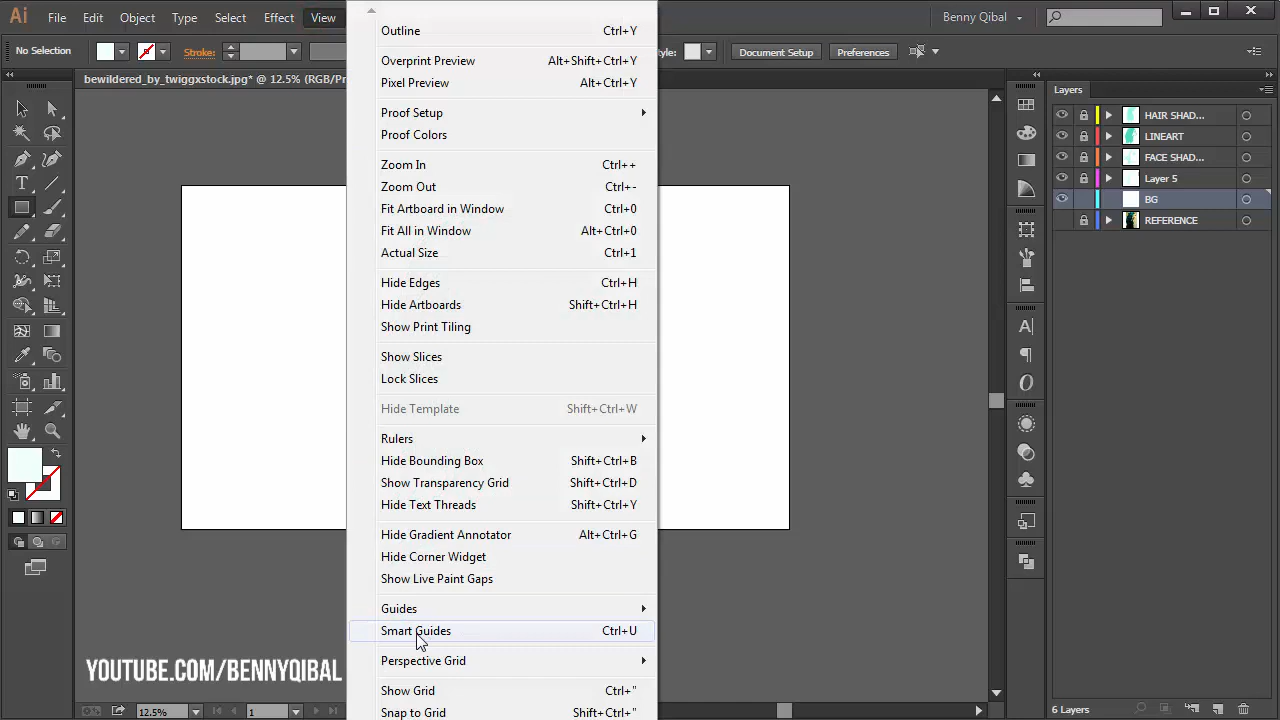 Ai File Edit Object Type Select Effect View Benny Qibal
No Selection Stroke: Style: Document Setup Preferences
bewildered_by_twiggxstock.jpg* @ 12.5% (RGB/Pr
Outline Ctrl+Y
Overprint Preview Alt+Shift+Ctrl+Y
Pixel Preview Alt+Ctrl+Y
Proof Setup
Proof Colors
Zoom In Ctrl++
Zoom Out Ctrl+-
Fit Artboard in Window Ctrl+0
Fit All in Window Alt+Ctrl+0
Actual Size Ctrl+1
Hide Edges Ctrl+H
Hide Artboards Shift+Ctrl+H
Show Print Tiling
Show Slices
Lock Slices
Hide Template Shift+Ctrl+W
Rulers
Hide Bounding Box Shift+Ctrl+B
Show Transparency Grid Shift+Ctrl+D
Hide Text Threads Shift+Ctrl+Y
Hide Gradient Annotator Alt+Ctrl+G
Hide Corner Widget
Show Live Paint Gaps
Guides
Smart Guides Ctrl+U
Perspective Grid
Show Grid Ctrl+"
Snap to Grid Shift+Ctrl+"
Layers
HAIR SHAD...
LINEART
FACE SHAD...
Layer 5
BG
REFERENCE
6 Layers
YOUTUBE.COM/BENNYQIBAL
12.5% 1